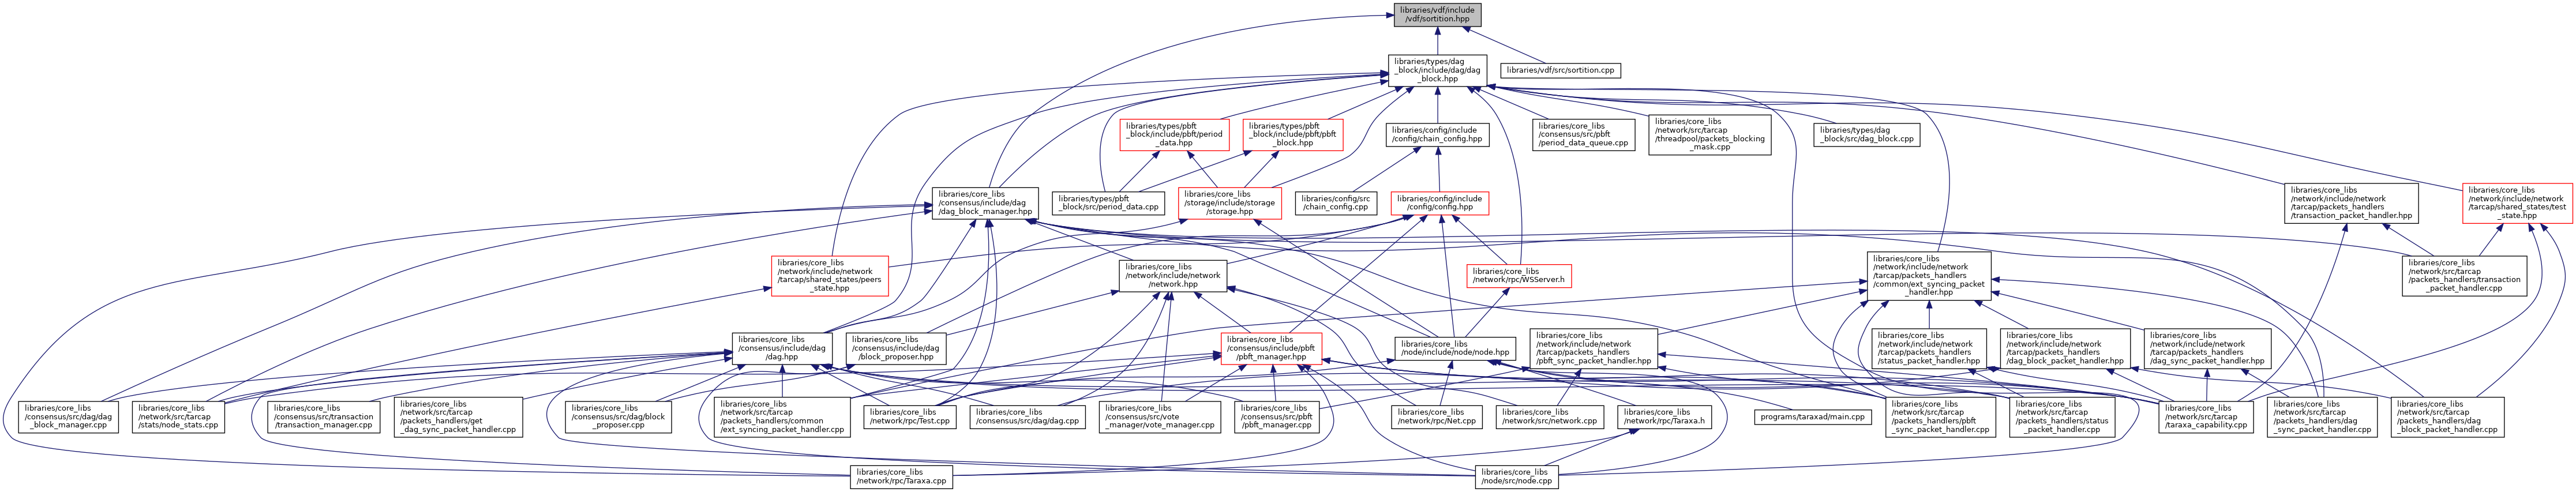 libraries/vdf/include
/vdf/sortition.hpp
libraries/types/dag
_block/include/dag/dag
_block.hpp
libraries/vdf/src/sortition.cpp
libraries/types/pbft
_block/include/pbft/period
_data.hpp
libraries/types/pbft
_block/include/pbft/pbft
_block.hpp
libraries/config/include
/config/chain_config.hpp
libraries/core_libs
/consensus/src/pbft
/period_data_queue.cpp
libraries/core_libs
/network/src/tarcap
/threadpool/packets_blocking
_mask.cpp
libraries/types/dag
_block/src/dag_block.cpp
libraries/core_libs
/consensus/include/dag
/dag_block_manager.hpp
libraries/types/pbft
_block/src/period_data.cpp
libraries/core_libs
/storage/include/storage
/storage.hpp
libraries/config/src
/chain_config.cpp
libraries/config/include
/config/config.hpp
libraries/core_libs
/network/include/network
/tarcap/packets_handlers
/transaction_packet_handler.hpp
libraries/core_libs
/network/include/network
/tarcap/shared_states/test
_state.hpp
libraries/core_libs
/network/include/network
/tarcap/shared_states/peers
_state.hpp
libraries/core_libs
/network/include/network
/network.hpp
libraries/core_libs
/network/rpc/WSServer.h
libraries/core_libs
/network/include/network
/tarcap/packets_handlers
/common/ext_syncing_packet
_handler.hpp
libraries/core_libs
/network/src/tarcap
/packets_handlers/transaction
_packet_handler.cpp
libraries/core_libs
/consensus/include/dag
/dag.hpp
libraries/core_libs
/consensus/include/dag
/block_proposer.hpp
libraries/core_libs
/consensus/include/pbft
/pbft_manager.hpp
libraries/core_libs
/node/include/node/node.hpp
libraries/core_libs
/network/include/network
/tarcap/packets_handlers
/pbft_sync_packet_handler.hpp
libraries/core_libs
/network/include/network
/tarcap/packets_handlers
/status_packet_handler.hpp
libraries/core_libs
/network/include/network
/tarcap/packets_handlers
/dag_block_packet_handler.hpp
libraries/core_libs
/network/include/network
/tarcap/packets_handlers
/dag_sync_packet_handler.hpp
libraries/core_libs
/consensus/src/dag/dag
_block_manager.cpp
libraries/core_libs
/network/src/tarcap
/stats/node_stats.cpp
libraries/core_libs
/consensus/src/transaction
/transaction_manager.cpp
libraries/core_libs
/network/src/tarcap
/packets_handlers/get
_dag_sync_packet_handler.cpp
libraries/core_libs
/consensus/src/dag/block
_proposer.cpp
libraries/core_libs
/network/src/tarcap
/packets_handlers/common
/ext_syncing_packet_handler.cpp
libraries/core_libs
/network/rpc/Test.cpp
libraries/core_libs
/consensus/src/dag/dag.cpp
libraries/core_libs
/consensus/src/vote
_manager/vote_manager.cpp
libraries/core_libs
/consensus/src/pbft
/pbft_manager.cpp
libraries/core_libs
/network/rpc/Net.cpp
libraries/core_libs
/network/src/network.cpp
libraries/core_libs
/network/rpc/Taraxa.h
programs/taraxad/main.cpp
libraries/core_libs
/network/src/tarcap
/packets_handlers/pbft
_sync_packet_handler.cpp
libraries/core_libs
/network/src/tarcap
/packets_handlers/status
_packet_handler.cpp
libraries/core_libs
/network/src/tarcap
/taraxa_capability.cpp
libraries/core_libs
/network/src/tarcap
/packets_handlers/dag
_sync_packet_handler.cpp
libraries/core_libs
/network/src/tarcap
/packets_handlers/dag
_block_packet_handler.cpp
libraries/core_libs
/network/rpc/Taraxa.cpp
libraries/core_libs
/node/src/node.cpp